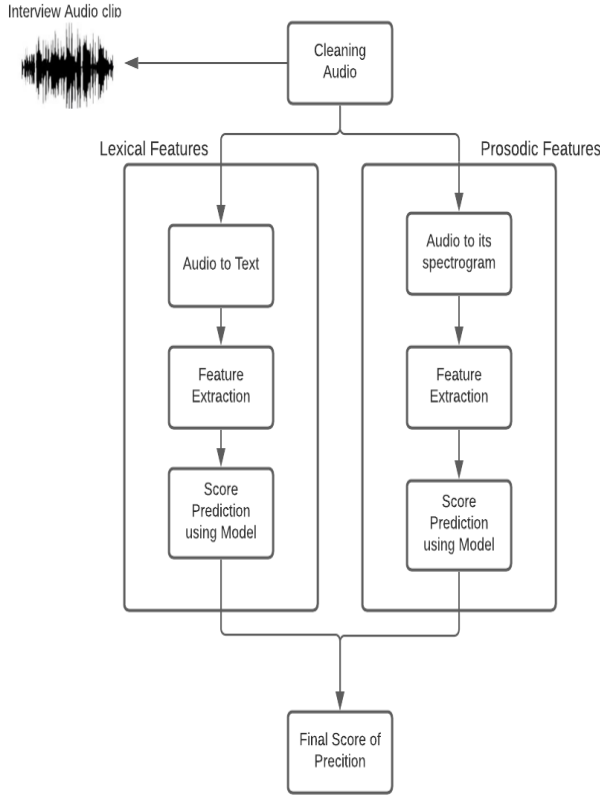 Interview Audio clip
Cleaning
Audio
Lexical Features
Prosodic Features
Audio to Text
Feature
Extraction
Score
Prediction
using Model
Audio to its
spectrogram
Feature
Extraction
Score
Prediction
using Model
Final Score of
Precition